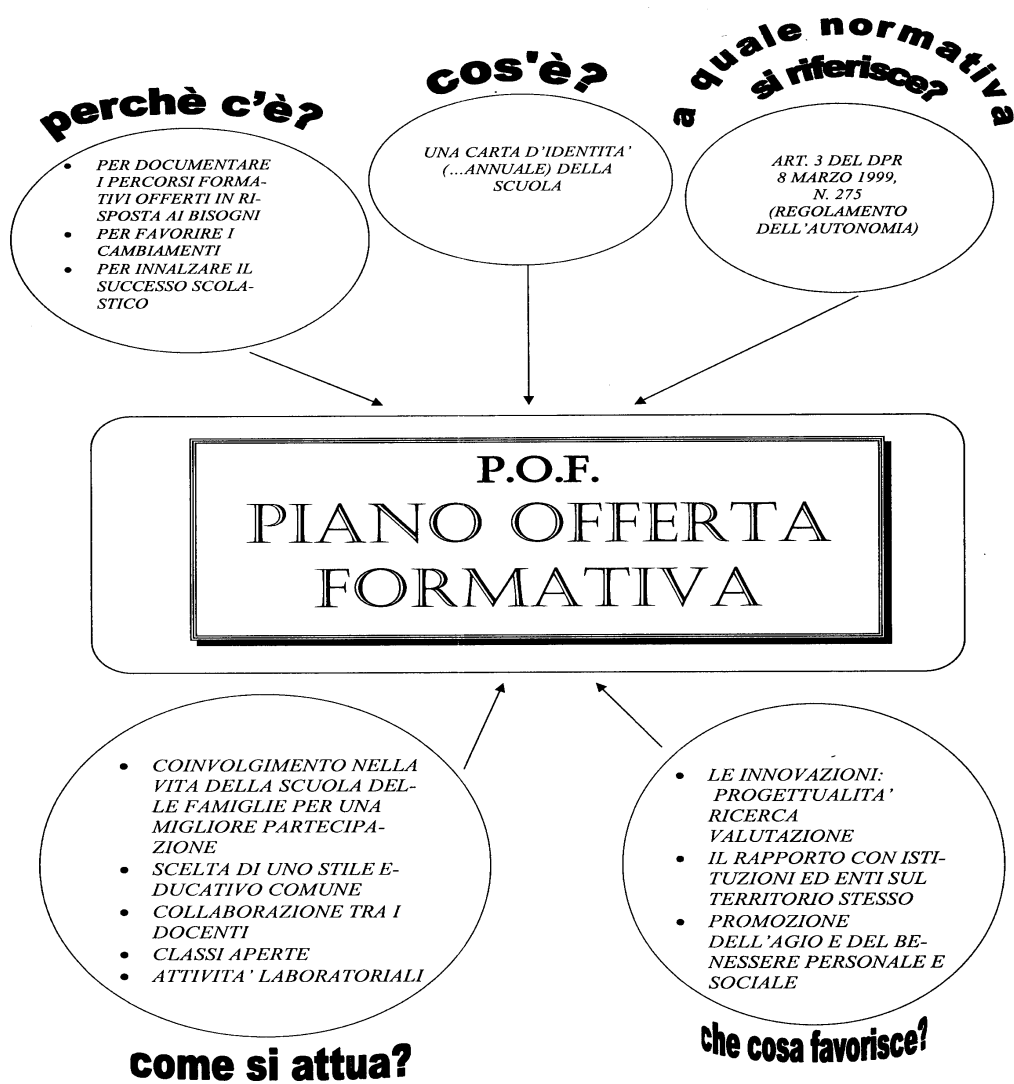 perchè c'è?
• PER DOCUMENTARE
I PERCORSI FORMA-
TIVI OFFERTI IN RI-
SPOSTA AI BISOGNI
• PER FAVORIRE I
CAMBIAMENTI
• PER INNALZARE IL
SUCCESSO SCOLA-
STICO
cos'è?
UNA CARTA D'IDENTITA'
(...ANNUALE) DELLA
SCUOLA
a quale normativa
si riferisce?
ART. 3 DEL DPR
8 MARZO 1999,
N. 275
(REGOLAMENTO
DELL'AUTONOMIA)
P.O.F.
PIANO OFFERTA
FORMATIVA
• COINVOLGIMENTO NELLA
VITA DELLA SCUOLA DEL-
LE FAMIGLIE PER UNA
MIGLIORE PARTECIPA-
ZIONE
• SCELTA DI UNO STILE E-
DUCATIVO COMUNE
• COLLABORAZIONE TRA I
DOCENTI
• CLASSI APERTE
• ATTIVITA' LABORATORIALI
come si attua?
• LE INNOVAZIONI:
PROGETTUALITA'
RICERCA
VALUTAZIONE
• IL RAPPORTO CON ISTI-
TUZIONI ED ENTI SUL
TERRITORIO STESSO
• PROMOZIONE
DELL'AGIO E DEL BE-
NESSERE PERSONALE E
SOCIALE
che cosa favorisce?